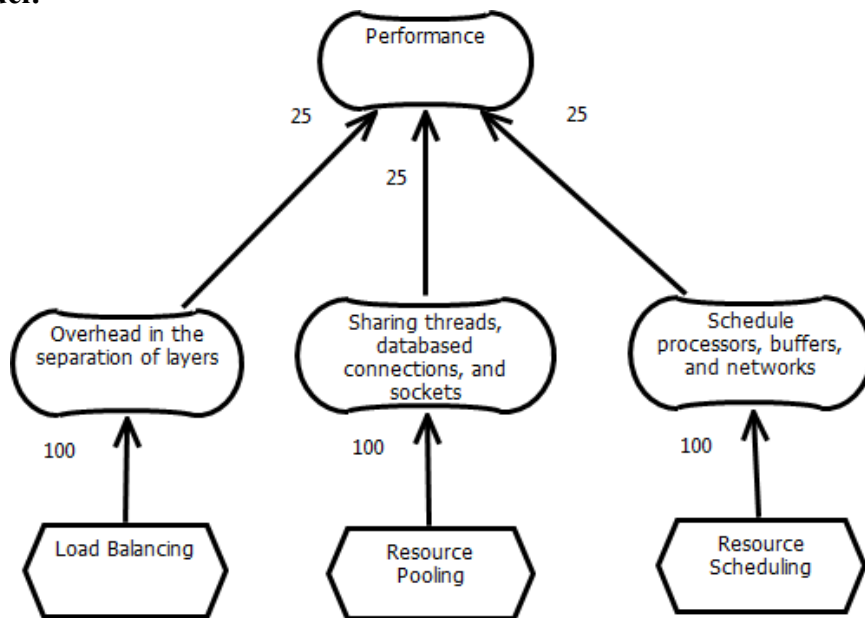 Performance
25
25
25
Overhead in the
separation of layers
Sharing threads,
databased
connections, and
sockets
Schedule
processors, buffers,
and networks
100
100
100
Load Balancing
Resource
Pooling
Resource
Scheduling